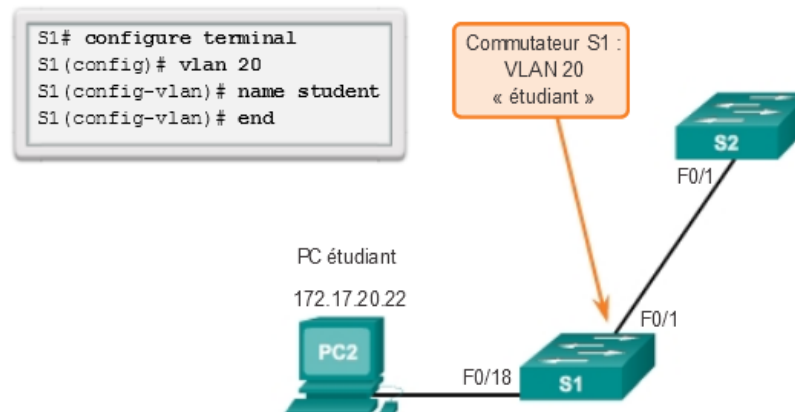 S1# configure terminal
S1(config)# vlan 20
S1(config-vlan)# name student
S1(config-vlan)# end
Commutateur S1 :
VLAN 20
« étudiant »
S2
F0/1
PC étudiant
172.17.20.22
F0/1
PC2
F0/18
S1